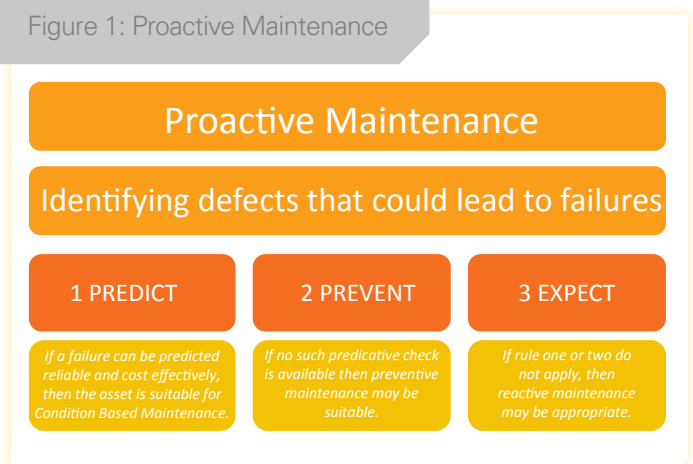 Figure 1: Proactive Maintenance
Proactive Maintenance
Identifying defects that could lead to failures
1 PREDICT
2 PREVENT
3 EXPECT
If a failure can be predicted
reliable and cost effectively,
then the asset is suitable for
Condition Based Maintenance.
If no such predicative check
is available then preventive
maintenance may be
suitable.
If rule one or two do
not apply, then
reactive maintenance
may be appropriate.